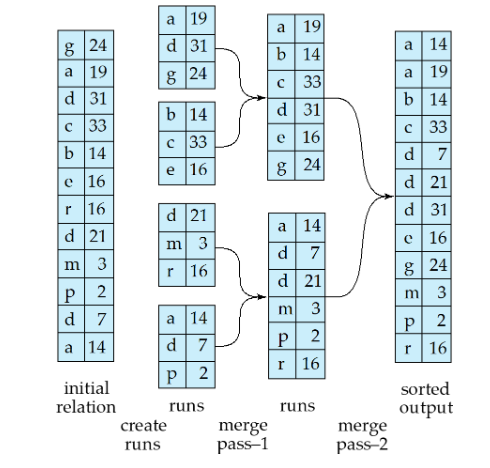 g 24
a 19
d 31
c 33
b 14
e 16
r 16
d 21
m 3
p 2
d 7
a 14
initial
relation
a 19
d 31
g 24
b 14
c 33
e 16
d 21
m 3
r 16
a 14
d 7
p 2
runs
create
runs
a 19
b 14
c 33
d 31
e 16
g 24
a 14
d 7
d 21
m 3
p 2
r 16
runs
merge
pass–1
a 14
a 19
b 14
c 33
d 7
d 21
d 31
e 16
g 24
m 3
p 2
r 16
sorted
output
merge
pass–2